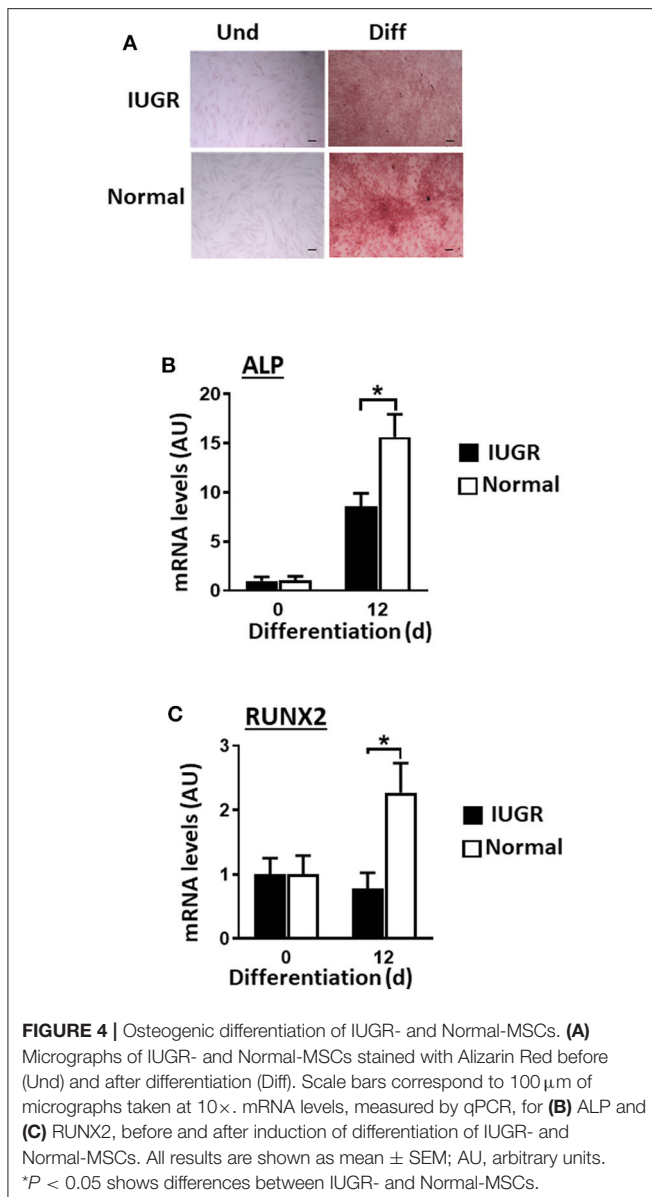 A
Und Diff
IUGR
Normal
B ALP
mRNA levels (AU)
20
15
10
5
0
*
0 12
Differentiation (d)
IUGR
Normal
C RUNX2
mRNA levels (AU)
3
2
1
0
*
0 12
Differentiation (d)
IUGR
Normal
FIGURE 4 | Osteogenic differentiation of IUGR- and Normal-MSCs. (A)
Micrographs of IUGR- and Normal-MSCs stained with Alizarin Red before
(Und) and after differentiation (Diff). Scale bars correspond to 100 μm of
micrographs taken at 10×. mRNA levels, measured by qPCR, for (B) ALP and
(C) RUNX2, before and after induction of differentiation of IUGR- and
Normal-MSCs. All results are shown as mean ± SEM; AU, arbitrary units.
*P < 0.05 shows differences between IUGR- and Normal-MSCs.